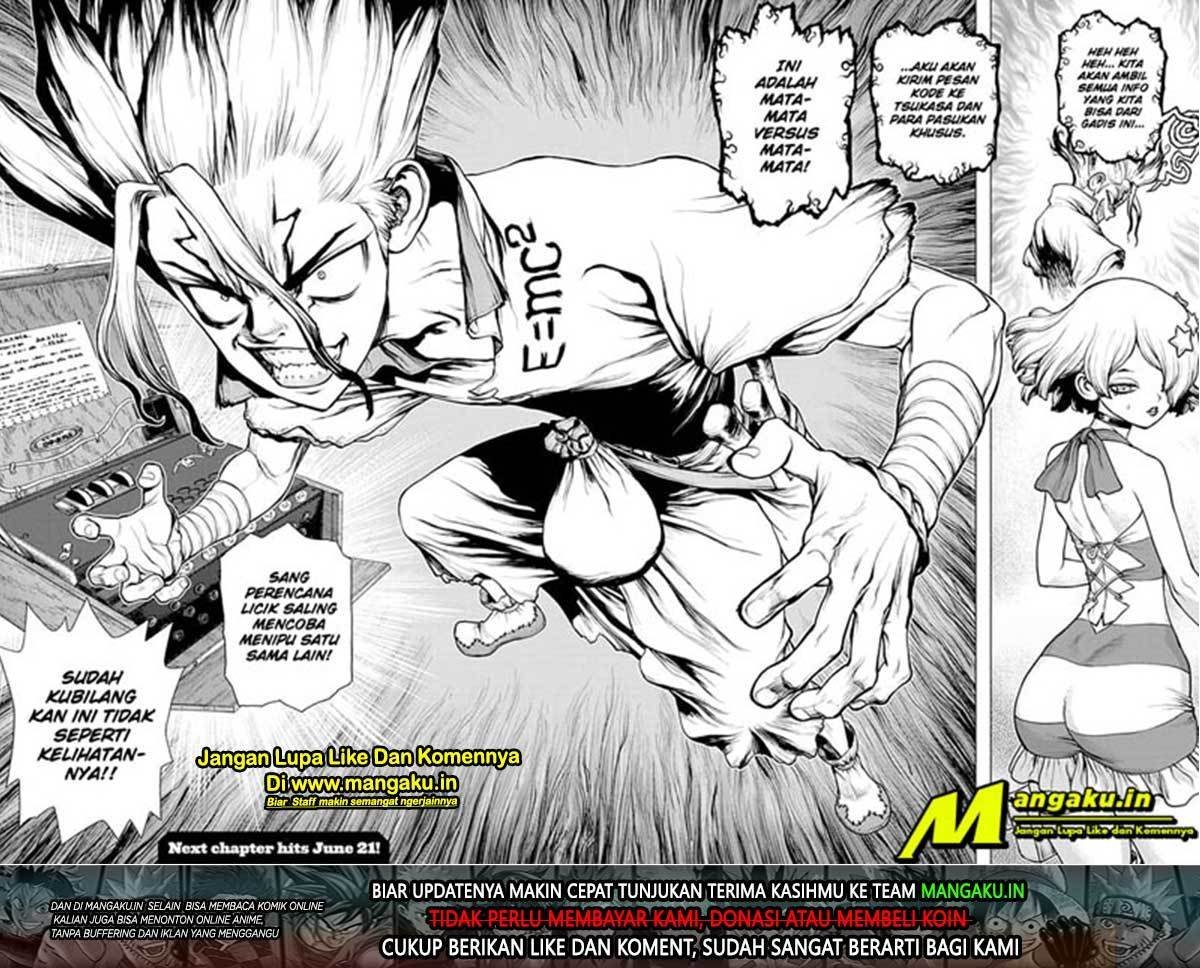 HEH HEH
HEH... KITA
AKAN AMBIL
SEMUA INFO
YANG KITA
BISA DARI
GADIS INI...
...AKU AKAN
KIRIM PESAN
KODE KE
TSUKASA DAN
PARA PASUKAN
KHUSUS.
INI
ADALAH
MATA-
MATA
VERSUS
MATA-
MATA!
E=mc²
SANG
PERENCANA
LICIK SALING
MENCOBA
MENIPU SATU
SAMA LAIN!
SUDAH
KUBILANG
KAN INI TIDAK
SEPERTI
KELIHATAN-
NYA!!
Jangan Lupa Like Dan Komennya
Di www.mangaku.in
Biar Staff makin semangat ngerjainnya
Mangaku.in
Jangan Lupa Like dan Komennya
Next chapter hits June 21!
DAN DI MANGAKU.IN SELAIN BISA MEMBACA KOMIK ONLINE
KALIAN JUGA BISA MENONTON ONLINE ANIME,
TANPA BUFFERING DAN IKLAN YANG MENGGANGU
BIAR UPDATENYA MAKIN CEPAT TUNJUKAN TERIMA KASIHMU KE TEAM MANGAKU.IN
TIDAK PERLU MEMBAYAR KAMI, DONASI ATAU MEMBELI KOIN
CUKUP BERIKAN LIKE DAN KOMENT, SUDAH SANGAT BERARTI BAGI KAMI